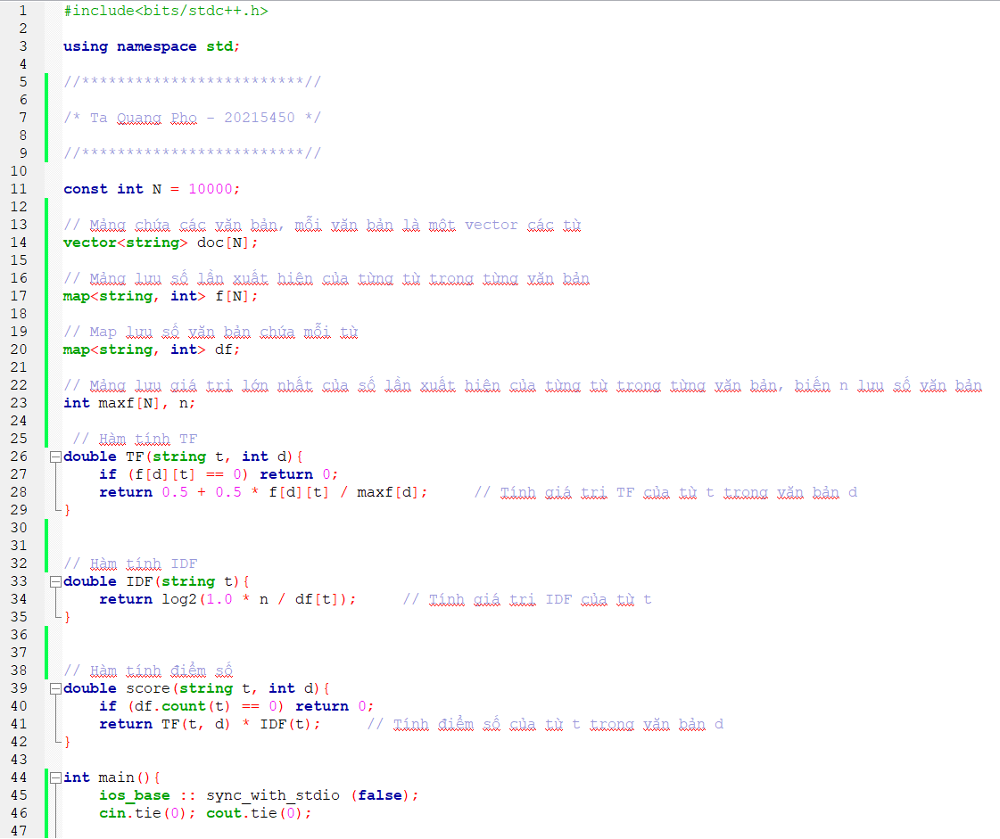 1 #include<bits/stdc++.h>
2
3 using namespace std;
4
5 //*************************//
6
7 /* Ta Quang Pho - 20215450 */
8
9 //*************************//
10
11 const int N = 10000;
12
13 // Mảng chứa các văn bản, mỗi văn bản là một vector các từ
14 vector<string> doc[N];
15
16 // Mảng lưu số lần xuất hiện của từng từ trong từng văn bản
17 map<string, int> f[N];
18
19 // Map lưu số văn bản chứa mỗi từ
20 map<string, int> df;
21
22 // Mảng lưu giá trị lớn nhất của số lần xuất hiện của từng từ trong từng văn bản, biến n lưu số văn bản
23 int maxf[N], n;
24
25 // Hàm tính TF
26 double TF(string t, int d){
27 if (f[d][t] == 0) return 0;
28 return 0.5 + 0.5 * f[d][t] / maxf[d]; // Tính giá trị TF của từ t trong văn bản d
29 }
30
31
32 // Hàm tính IDF
33 double IDF(string t){
34 return log2(1.0 * n / df[t]); // Tính giá trị IDF của từ t
35 }
36
37
38 // Hàm tính điểm số
39 double score(string t, int d){
40 if (df.count(t) == 0) return 0;
41 return TF(t, d) * IDF(t); // Tính điểm số của từ t trong văn bản d
42 }
43
44 int main(){
45 ios_base :: sync_with_stdio (false);
46 cin.tie(0); cout.tie(0);
47